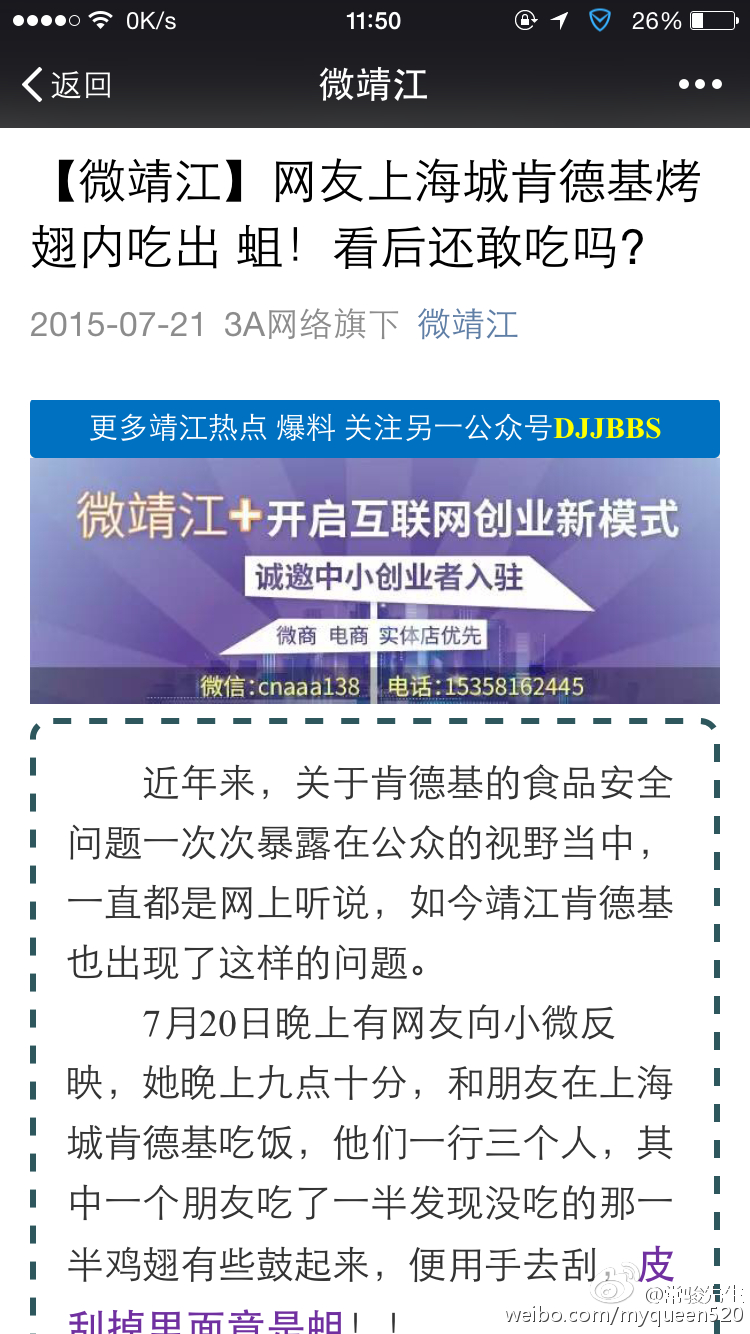 0K/s 11:50 26%
返回 微靖江
【微靖江】网友上海城肯德基烤
翅内吃出 蛆！看后还敢吃吗？
2015-07-21 3A网络旗下 微靖江
更多靖江热点 爆料 关注另一公众号DJJBBS
微靖江+开启互联网创业新模式
诚邀中小创业者入驻
微商 电商 实体店优先
微信:cnaaa138 电话:15358162445
近年来，关于肯德基的食品安全
问题一次次暴露在公众的视野当中，
一直都是网上听说，如今靖江肯德基
也出现了这样的问题。
7月20日晚上有网友向小微反
映，她晚上九点十分，和朋友在上海
城肯德基吃饭，他们一行三个人，其
中一个朋友吃了一半发现没吃的那一
半鸡翅有些鼓起来，便用手去刮，皮
刮掉里面竟是蛆！！
@常骏先生
weibo.com/myqueen520